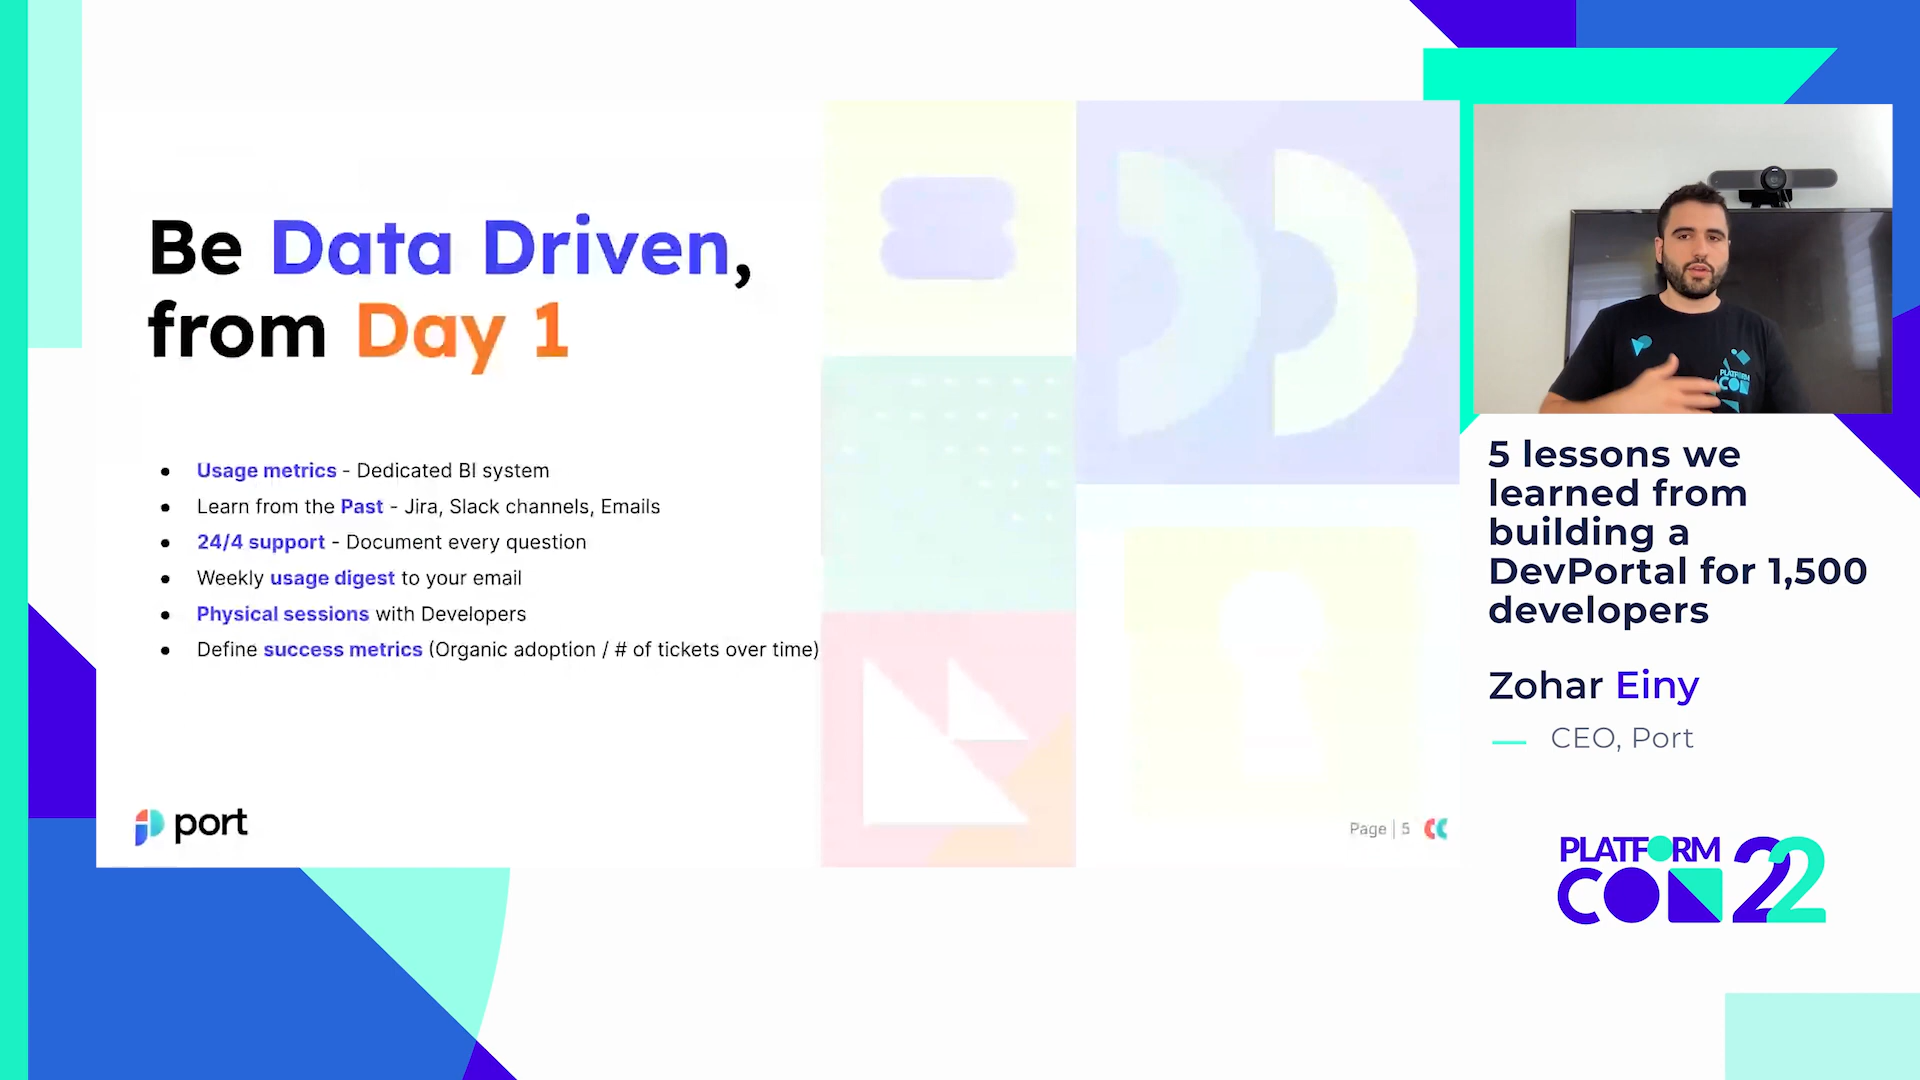 Be Data Driven,
from Day 1
• Usage metrics - Dedicated BI system
• Learn from the Past - Jira, Slack channels, Emails
• 24/4 support - Document every question
• Weekly usage digest to your email
• Physical sessions with Developers
• Define success metrics (Organic adoption / # of tickets over time)
port
Page | 5
PLATFORM
CON
5 lessons we
learned from
building a
DevPortal for 1,500
developers
Zohar Einy
— CEO, Port
PLATFORM
CON 22